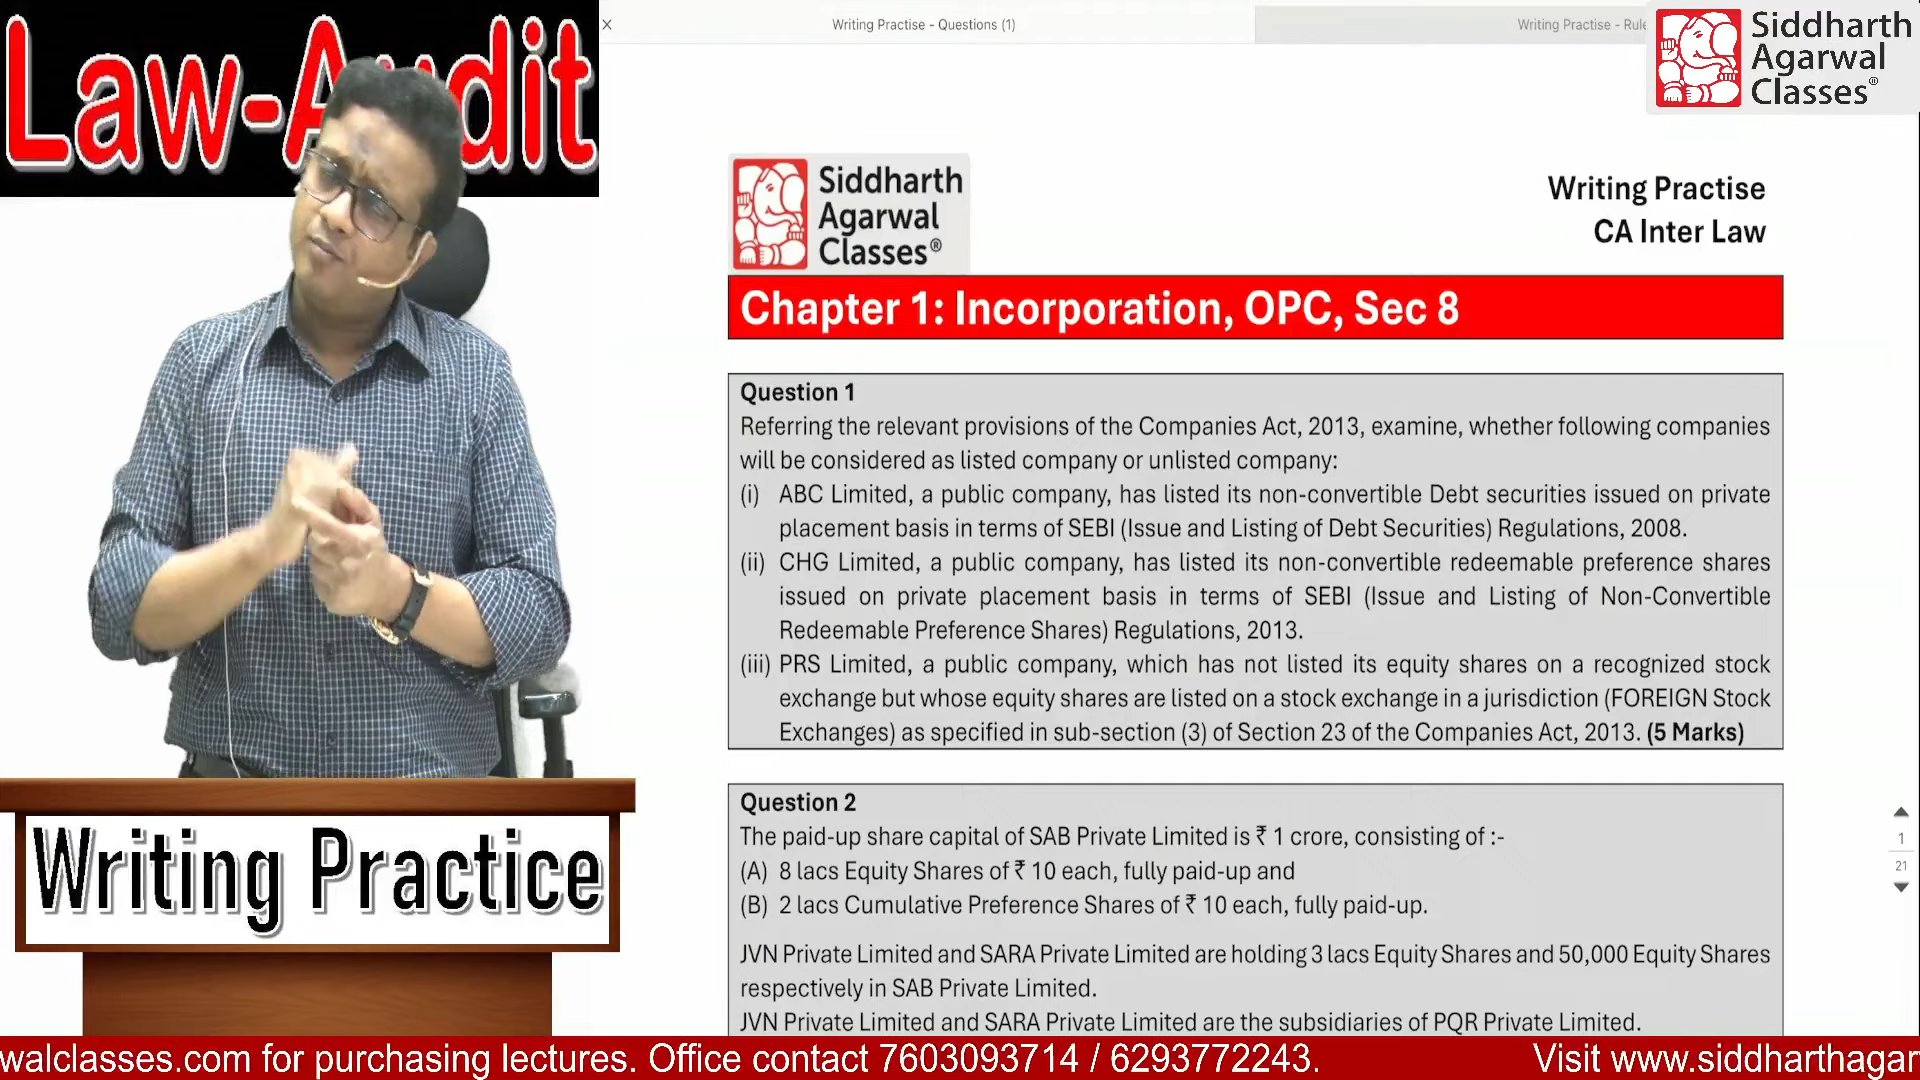 Law-Audit
Writing Practise - Questions (1)
Writing Practise - Rule
Siddharth
Agarwal
Classes®
Siddharth
Agarwal
Classes®
Writing Practise
CA Inter Law
Chapter 1: Incorporation, OPC, Sec 8
Question 1
Referring the relevant provisions of the Companies Act, 2013, examine, whether following companies
will be considered as listed company or unlisted company:
(i) ABC Limited, a public company, has listed its non-convertible Debt securities issued on private
placement basis in terms of SEBI (Issue and Listing of Debt Securities) Regulations, 2008.
(ii) CHG Limited, a public company, has listed its non-convertible redeemable preference shares
issued on private placement basis in terms of SEBI (Issue and Listing of Non-Convertible
Redeemable Preference Shares) Regulations, 2013.
(iii) PRS Limited, a public company, which has not listed its equity shares on a recognized stock
exchange but whose equity shares are listed on a stock exchange in a jurisdiction (FOREIGN Stock
Exchanges) as specified in sub-section (3) of Section 23 of the Companies Act, 2013. (5 Marks)
Question 2
The paid-up share capital of SAB Private Limited is ₹ 1 crore, consisting of :-
(A) 8 lacs Equity Shares of ₹ 10 each, fully paid-up and
(B) 2 lacs Cumulative Preference Shares of ₹ 10 each, fully paid-up.
JVN Private Limited and SARA Private Limited are holding 3 lacs Equity Shares and 50,000 Equity Shares
respectively in SAB Private Limited.
JVN Private Limited and SARA Private Limited are the subsidiaries of PQR Private Limited.
1
21
Writing Practice
walclasses.com for purchasing lectures. Office contact 7603093714 / 6293772243. Visit www.siddharthagar